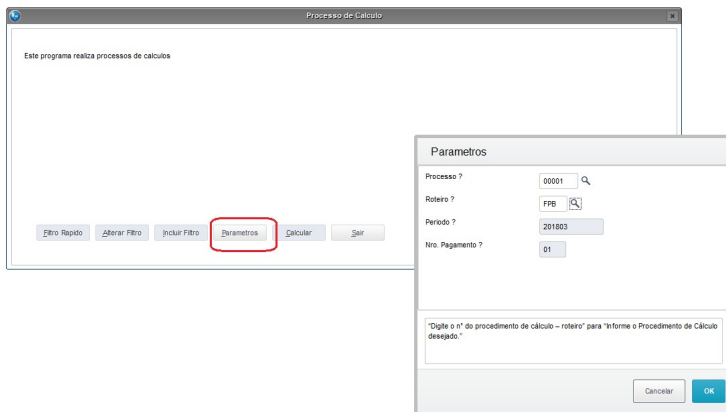 Processo de Calculo
Este programa realiza processos de calculos
Filtro Rapido Alterar Filtro Incluir Filtro Parametros Calcular Sair
Parametros
Processo ? 00001
Roteiro ? FPB
Periodo ? 201803
Nro. Pagamento ? 01
"Digite o n° do procedimento de cálculo – roteiro" para "Informe o Procedimento de Cálculo
desejado."
Cancelar OK